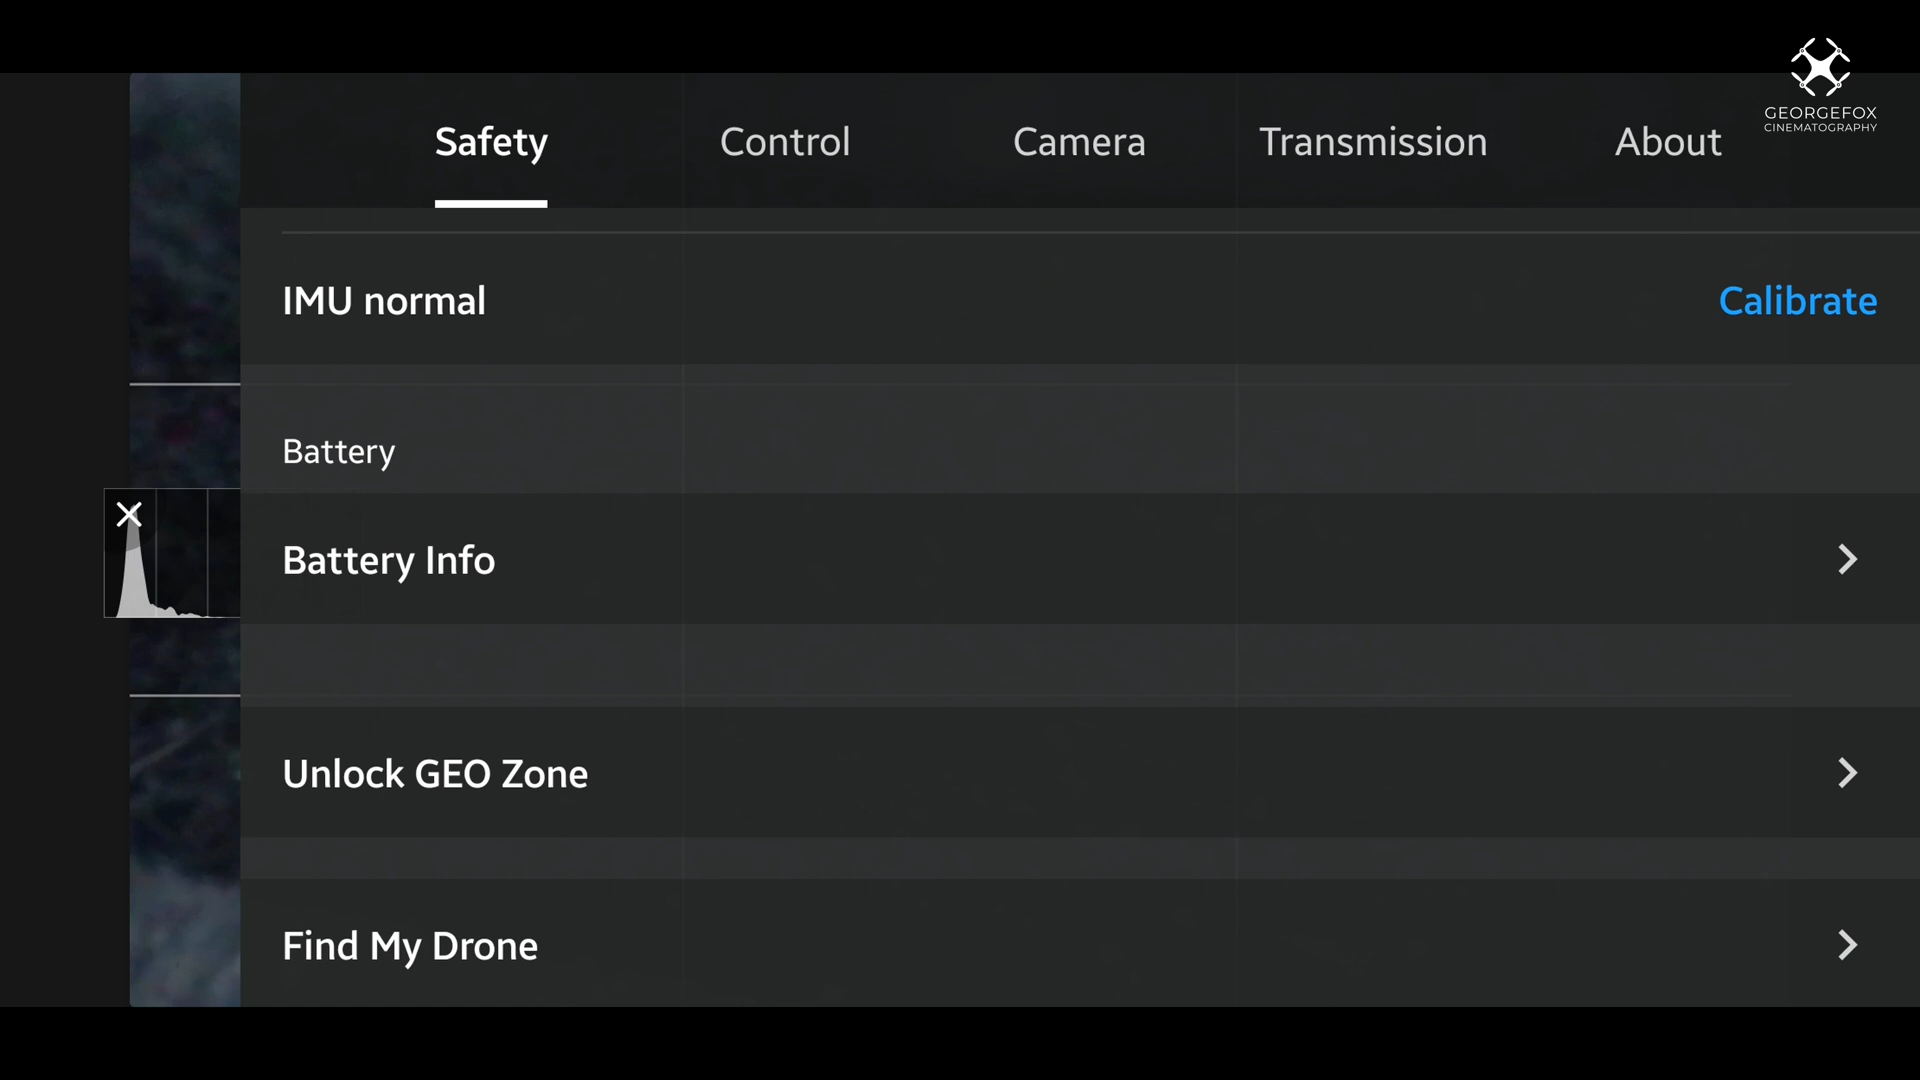 GEORGEFOX
CINEMATOGRAPHY
Safety Control Camera Transmission About
IMU normal Calibrate
Battery
Battery Info
Unlock GEO Zone
Find My Drone